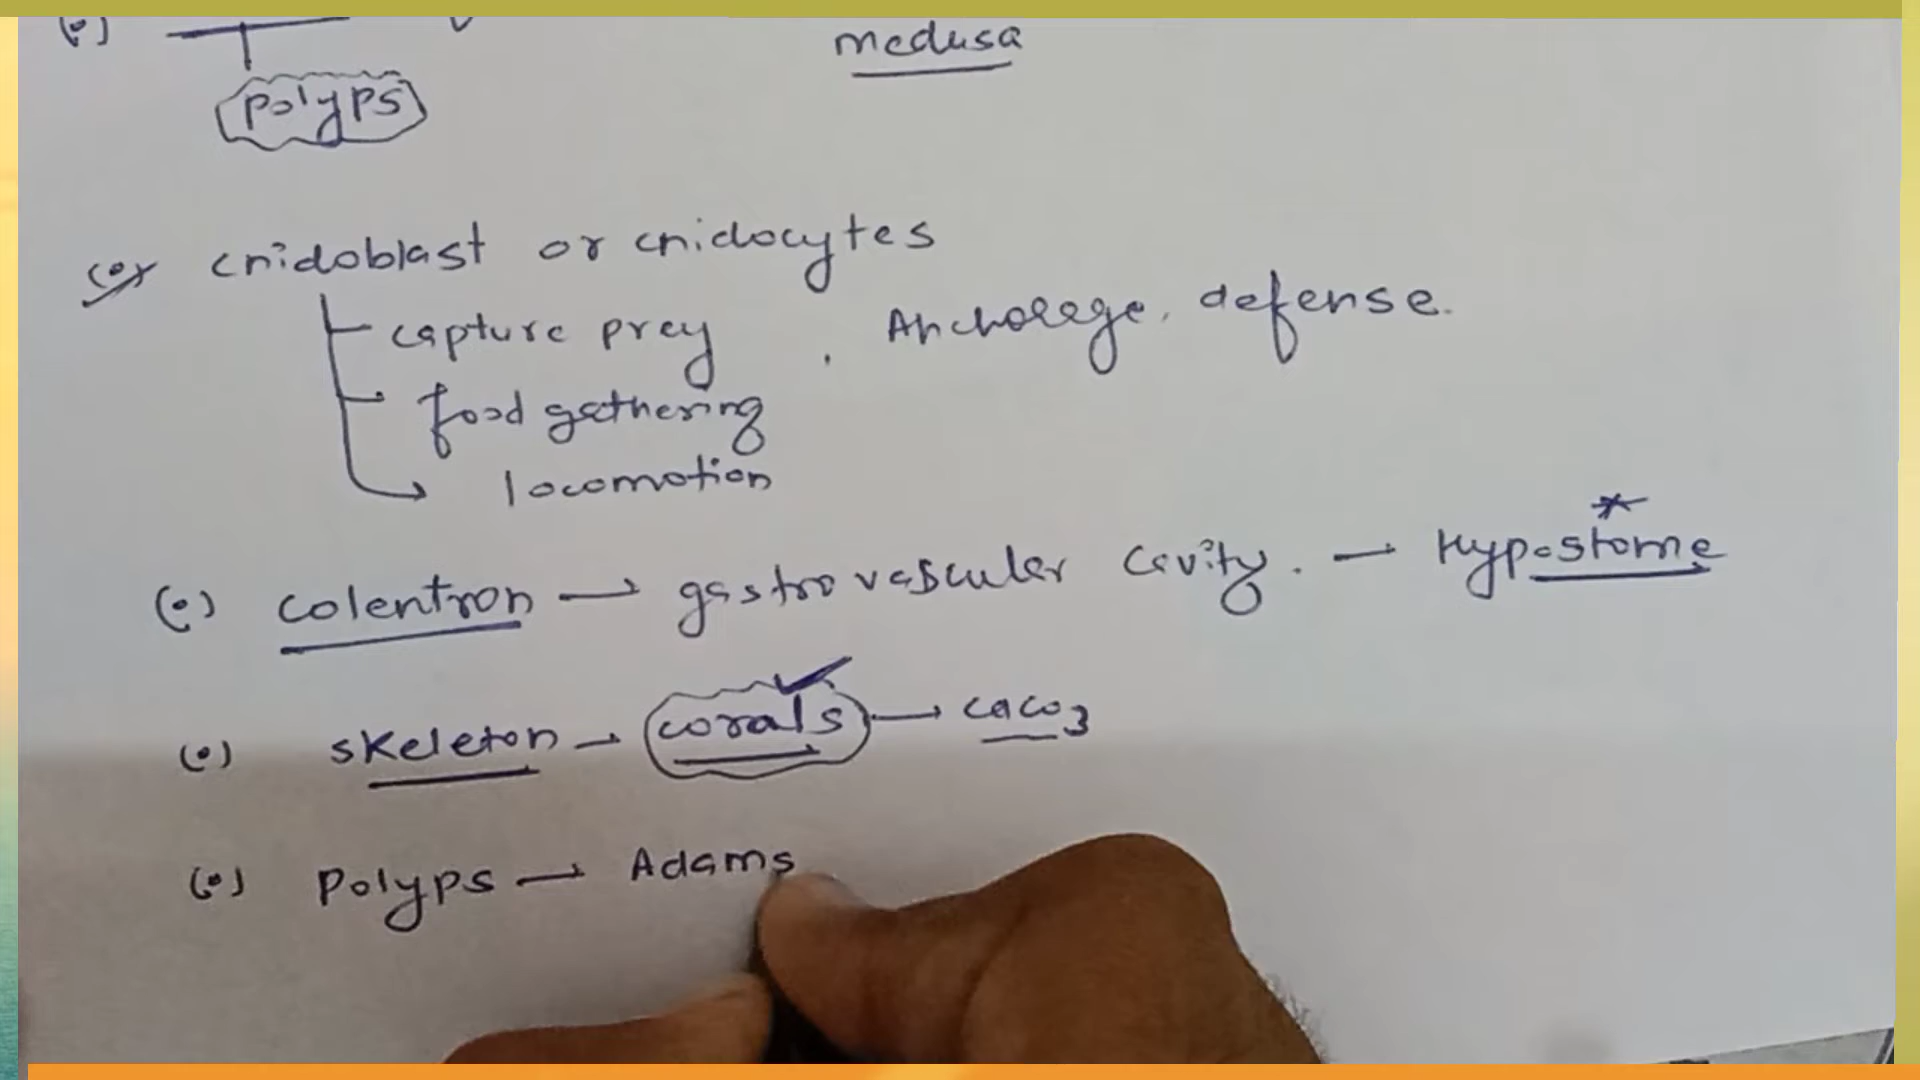 medusa
Polyps
cnidoblast or cnidocytes
capture prey , Anchorage, defense.
food gathering
locomotion
(•) colentron → gastrovascular cavity. → Hypostome
(•) skeleton → corals → CaCO3
(•) Polyps → Adams